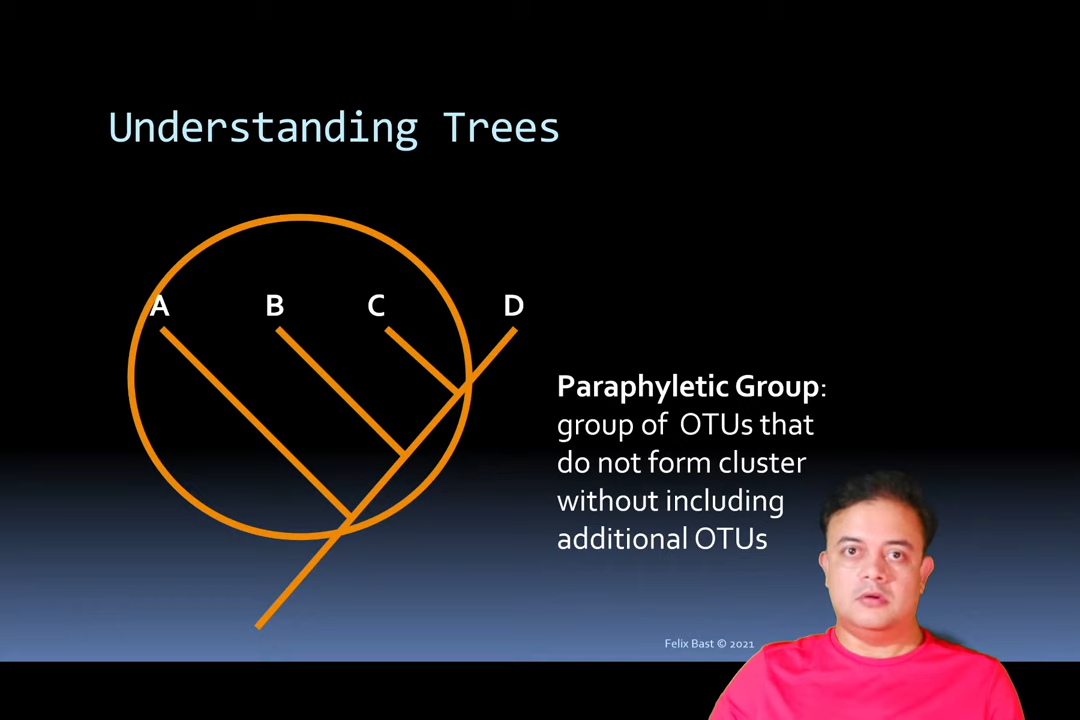 Understanding Trees
A B C D
Paraphyletic Group:
group of OTUs that
do not form cluster
without including
additional OTUs
Felix Bast © 2021